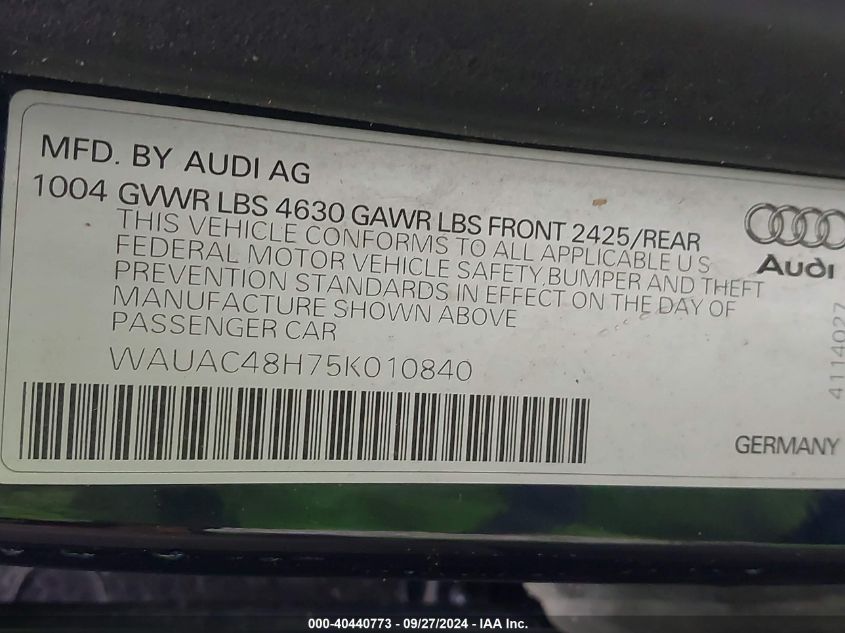 MFD. BY AUDI AG
1004 GVWR LBS 4630 GAWR LBS FRONT 2425/REAR
THIS VEHICLE CONFORMS TO ALL APPLICABLE U S
FEDERAL MOTOR VEHICLE SAFETY,BUMPER AND THEFT
PREVENTION STANDARDS IN EFFECT ON THE DAY OF
MANUFACTURE SHOWN ABOVE
PASSENGER CAR
WAUAC48H75K010840
Audi
4114027
GERMANY
000-40440773 - 09/27/2024 - IAA Inc.